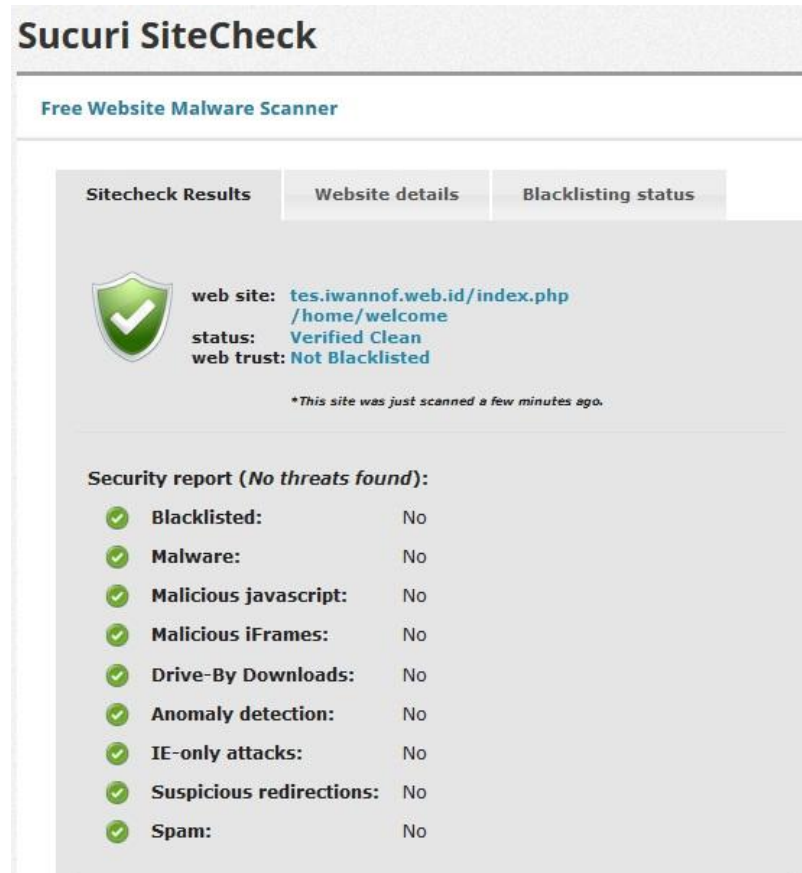 Sucuri SiteCheck
Free Website Malware Scanner
Sitecheck Results Website details Blacklisting status
web site: tes.iwannof.web.id/index.php
/home/welcome
status: Verified Clean
web trust: Not Blacklisted
*This site was just scanned a few minutes ago.
Security report (No threats found):
Blacklisted: No
Malware: No
Malicious javascript: No
Malicious iFrames: No
Drive-By Downloads: No
Anomaly detection: No
IE-only attacks: No
Suspicious redirections: No
Spam: No